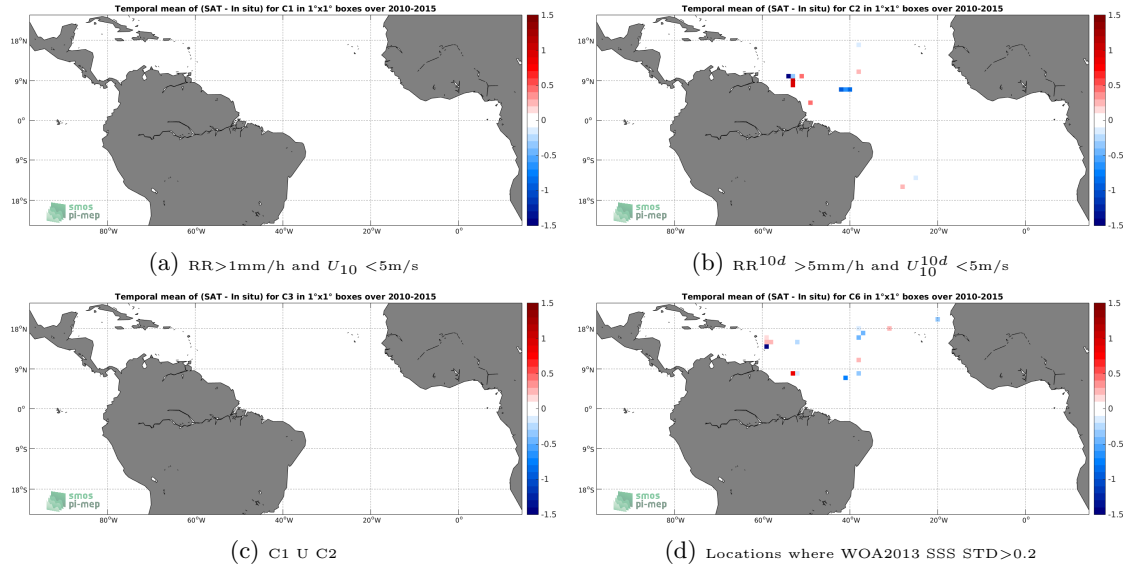 Temporal mean of (SAT - In situ) for C1 in 1°x1° boxes over 2010-2015
18°N
9°N
0°
9°S
18°S
80°W
60°W
40°W
20°W
0°
1.5
1
0.5
0
-0.5
-1
-1.5
smos
pi-mep
(a) RR>1mm/h and U10 <5m/s
Temporal mean of (SAT - In situ) for C2 in 1°x1° boxes over 2010-2015
18°N
9°N
0°
9°S
18°S
80°W
60°W
40°W
20°W
0°
1.5
1
0.5
0
-0.5
-1
-1.5
smos
pi-mep
(b) RR^10d >5mm/h and U10^10d <5m/s
Temporal mean of (SAT - In situ) for C3 in 1°x1° boxes over 2010-2015
18°N
9°N
0°
9°S
18°S
80°W
60°W
40°W
20°W
0°
1.5
1
0.5
0
-0.5
-1
-1.5
smos
pi-mep
(c) C1 U C2
Temporal mean of (SAT - In situ) for C6 in 1°x1° boxes over 2010-2015
18°N
9°N
0°
9°S
18°S
80°W
60°W
40°W
20°W
0°
1.5
1
0.5
0
-0.5
-1
-1.5
smos
pi-mep
(d) Locations where WOA2013 SSS STD>0.2